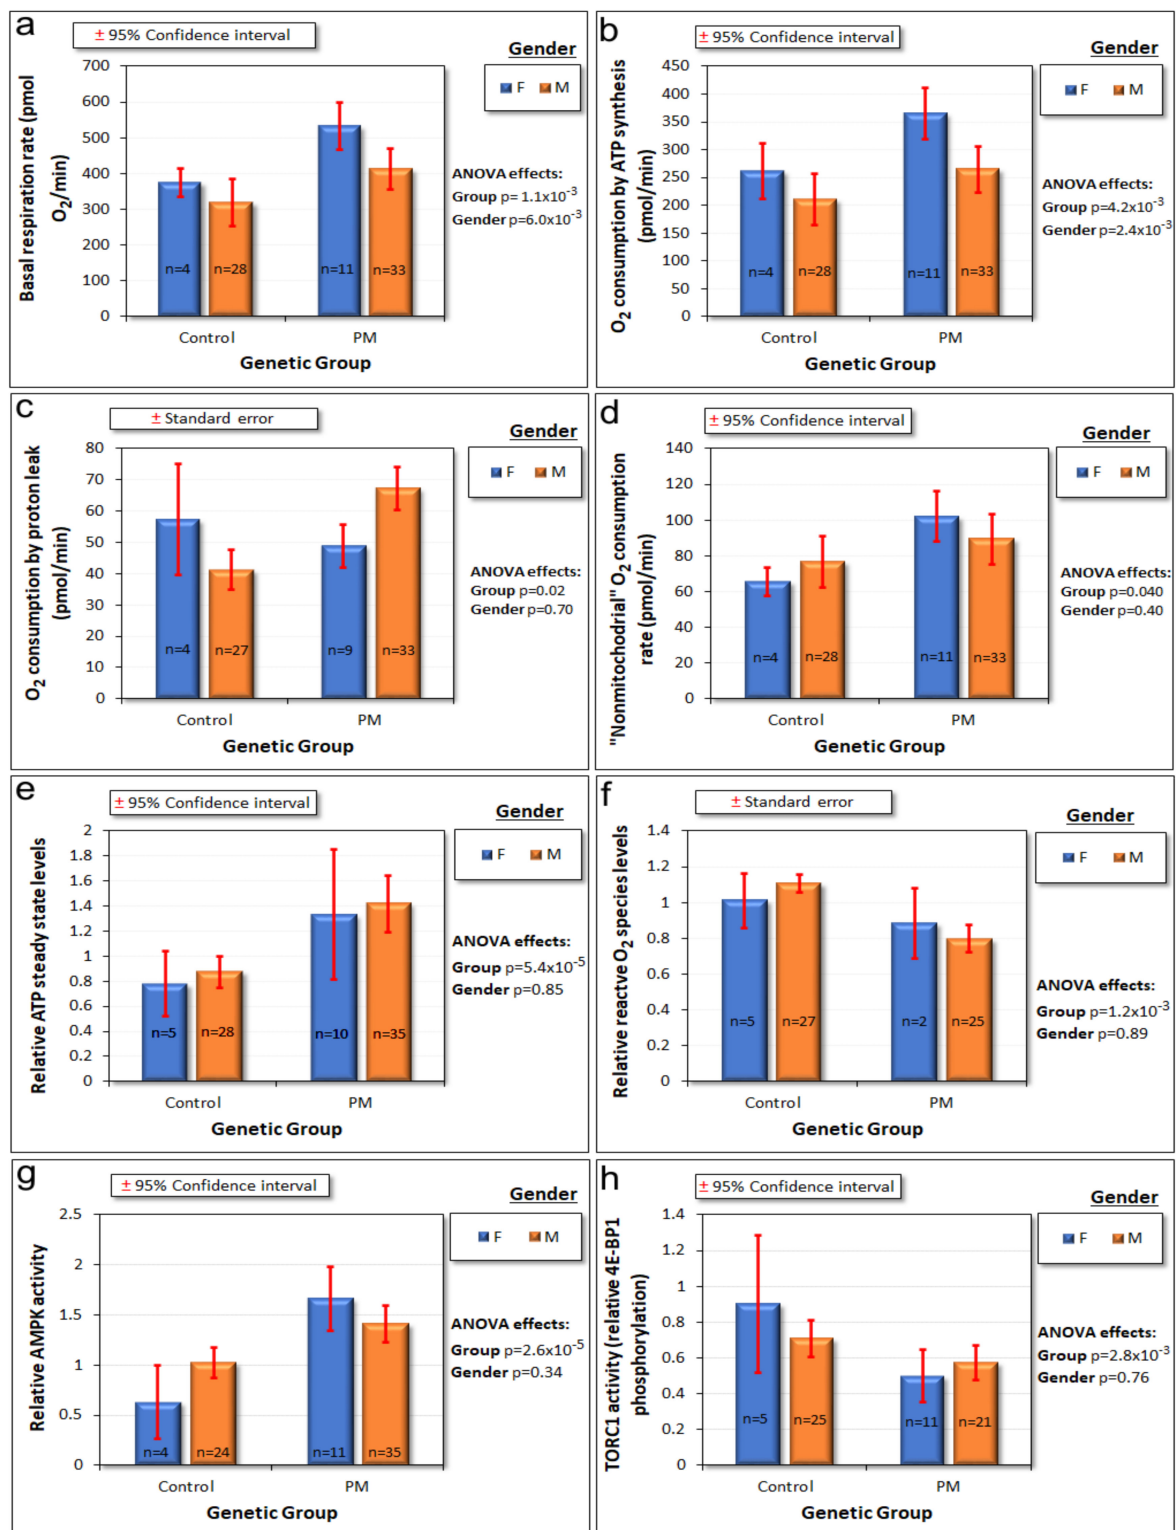 a
± 95% Confidence interval
Gender
F M
Basal respiration rate (pmol
O2/min)
700
600
500
400
300
200
100
0
n=4 n=28 n=11 n=33
Control PM
Genetic Group
ANOVA effects:
Group p= 1.1x10-3
Gender p=6.0x10-3
b
± 95% Confidence interval
Gender
F M
O2 consumption by ATP synthesis
(pmol/min)
450
400
350
300
250
200
150
100
50
0
n=4 n=28 n=11 n=33
Control PM
Genetic Group
ANOVA effects:
Group p=4.2x10-3
Gender p=2.4x10-3
c
± Standard error
Gender
F M
O2 consumption by proton leak
(pmol/min)
80
70
60
50
40
30
20
10
0
n=4 n=27 n=9 n=33
Control PM
Genetic Group
ANOVA effects:
Group p=0.02
Gender p=0.70
d
± 95% Confidence interval
Gender
F M
"Nonmitochodrial"O2 consumption
rate (pmol/min)
140
120
100
80
60
40
20
0
n=4 n=28 n=11 n=33
Control PM
Genetic Group
ANOVA effects:
Group p=0.040
Gender p=0.40
e
± 95% Confidence interval
Gender
F M
Relative ATP steady state levels
2
1.8
1.6
1.4
1.2
1
0.8
0.6
0.4
0.2
0
n=5 n=28 n=10 n=35
Control PM
Genetic Group
ANOVA effects:
Group p=5.4x10-5
Gender p=0.85
f
± Standard error
Gender
F M
Relative reactve O2 species levels
1.4
1.2
1
0.8
0.6
0.4
0.2
0
n=5 n=27 n=2 n=25
Control PM
Genetic Group
ANOVA effects:
Group p=1.2x10-3
Gender p=0.89
g
± 95% Confidence interval
Gender
F M
Relative AMPK activity
2.5
2
1.5
1
0.5
0
n=4 n=24 n=11 n=35
Control PM
Genetic Group
ANOVA effects:
Group p=2.6x10-5
Gender p=0.34
h
± 95% Confidence interval
Gender
F M
TORC1 activity (relative 4E-BP1
phosphorylation)
1.4
1.2
1
0.8
0.6
0.4
0.2
0
n=5 n=25 n=11 n=21
Control PM
Genetic Group
ANOVA effects:
Group p=2.8x10-3
Gender p=0.76